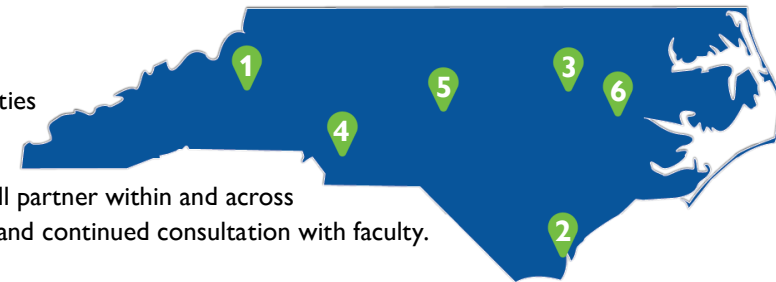 1
3
5
6
ties
4
ll partner within and across
and continued consultation with faculty.
2